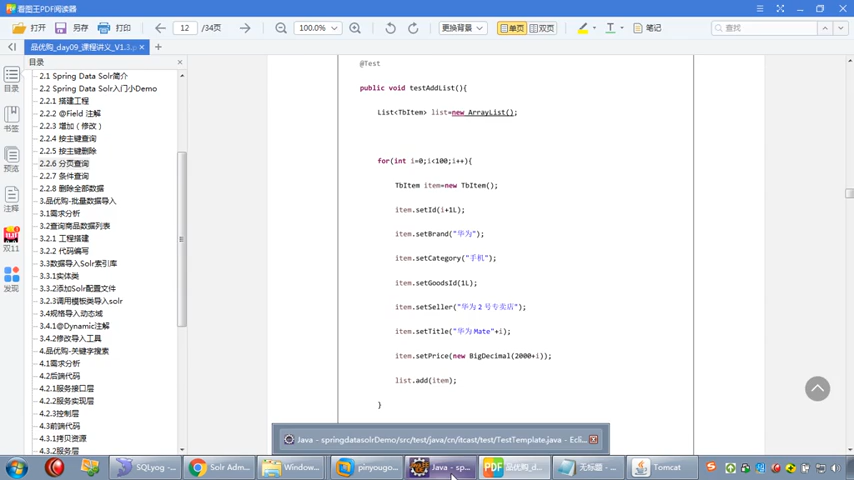 看图王PDF阅读器
打开 另存 打印 12 /34页 100.0% 更换背景 单页 双页 T 笔记 查找
品优购_day09_课程讲义_V1.3.p
目录
目录
书签
预览
注释
双11
发现
2.1 Spring Data Solr简介
2.2 Spring Data Solr入门小Demo
2.2.1 搭建工程
2.2.2 @Field 注解
2.2.3 增加（修改）
2.2.4 按主键查询
2.2.5 按主键删除
2.2.6 分页查询
2.2.7 条件查询
2.2.8 删除全部数据
3.品优购-批量数据导入
3.1需求分析
3.2查询商品数据列表
3.2.1 工程搭建
3.2.2 代码编写
3.3数据导入Solr索引库
3.3.1实体类
3.3.2添加Solr配置文件
3.3.3调用模板类导入solr
3.4规格导入动态域
3.4.1@Dynamic注解
3.4.2修改导入工具
4.品优购-关键字搜索
4.1需求分析
4.2后端代码
4.2.1服务接口层
4.2.2服务实现层
4.2.3控制层
4.3前端代码
4.3.1拷贝资源
4.3.2服务层
@Test
public void testAddList(){
List<TbItem> list=new ArrayList();
for(int i=0;i<100;i++){
TbItem item=new TbItem();
item.setId(i+1L);
item.setBrand("华为");
item.setCategory("手机");
item.setGoodsId(1L);
item.setSeller("华为 2 号专卖店");
item.setTitle("华为 Mate"+i);
item.setPrice(new BigDecimal(2000+i));
list.add(item);
}
Java - springdatasolrDemo/src/test/java/cn/itcast/test/TestTemplate.java - Ecli...
SQLyog -... Solr Adm... Window... pinyougo... Java - sp... 品优购_d... 无标题 - ... Tomcat